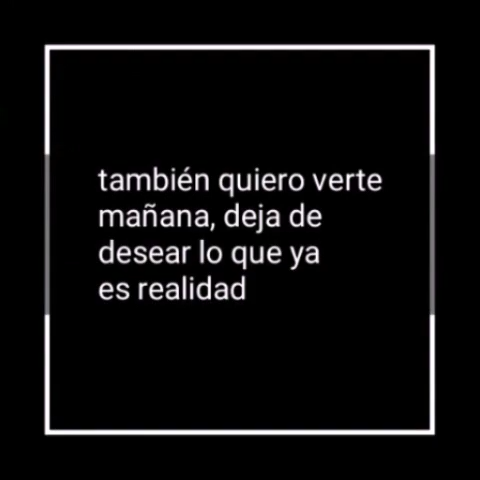 también quiero verte
mañana, deja de
desear lo que ya
es realidad